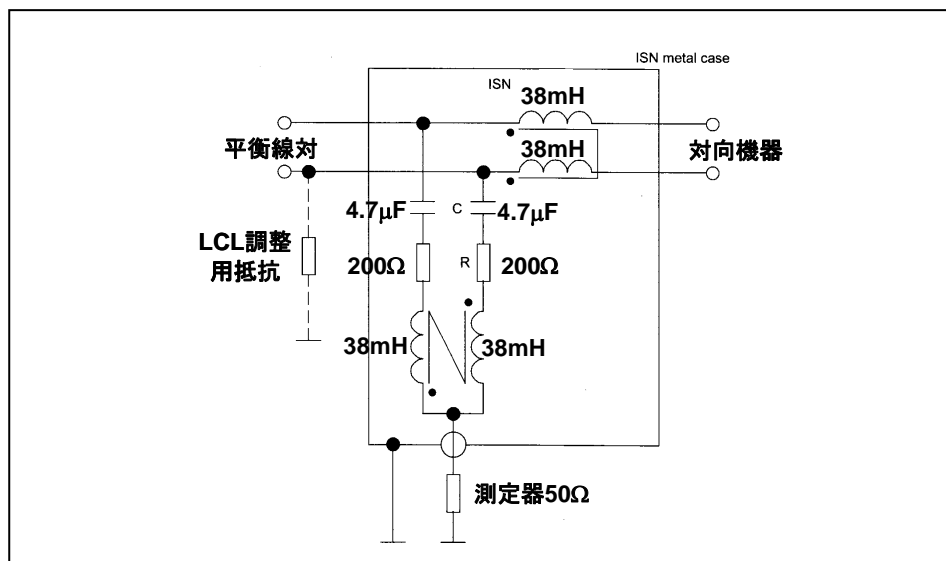 ISN metal case
ISN
38mH
38mH
平衡線対
対向機器
4.7μF
C
4.7μF
LCL調整
用抵抗
200Ω
R
200Ω
38mH
38mH
測定器50Ω